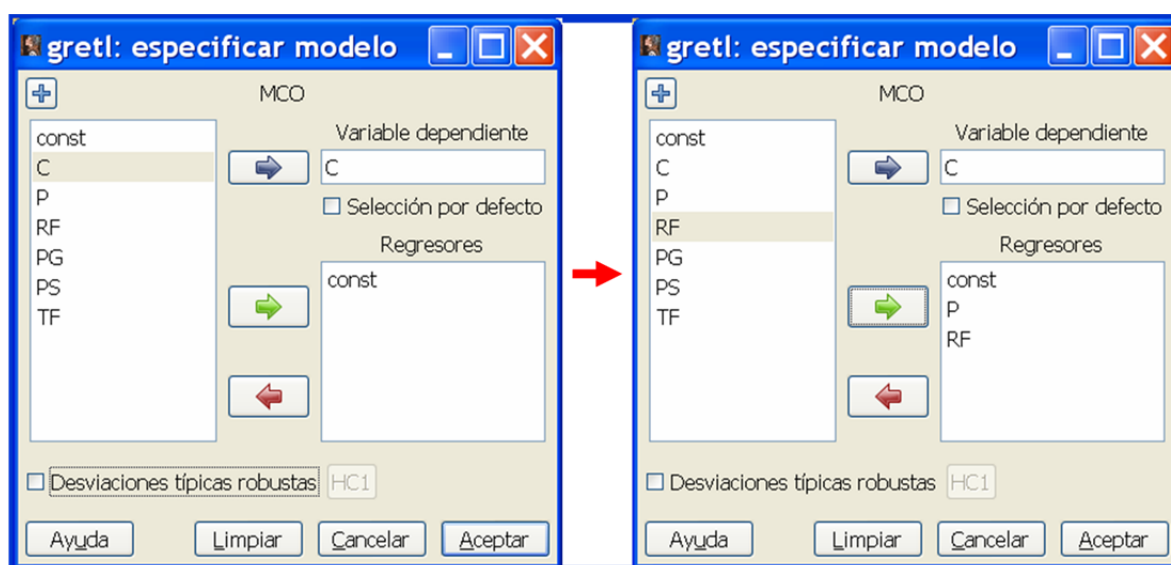 gretl: especificar modelo
MCO
const
C
P
RF
PG
PS
TF
Variable dependiente
C
Selección por defecto
Regresores
const
Desviaciones típicas robustas HC1
Ayuda Limpiar Cancelar Aceptar
gretl: especificar modelo
MCO
const
C
P
RF
PG
PS
TF
Variable dependiente
C
Selección por defecto
Regresores
const
P
RF
Desviaciones típicas robustas HC1
Ayuda Limpiar Cancelar Aceptar